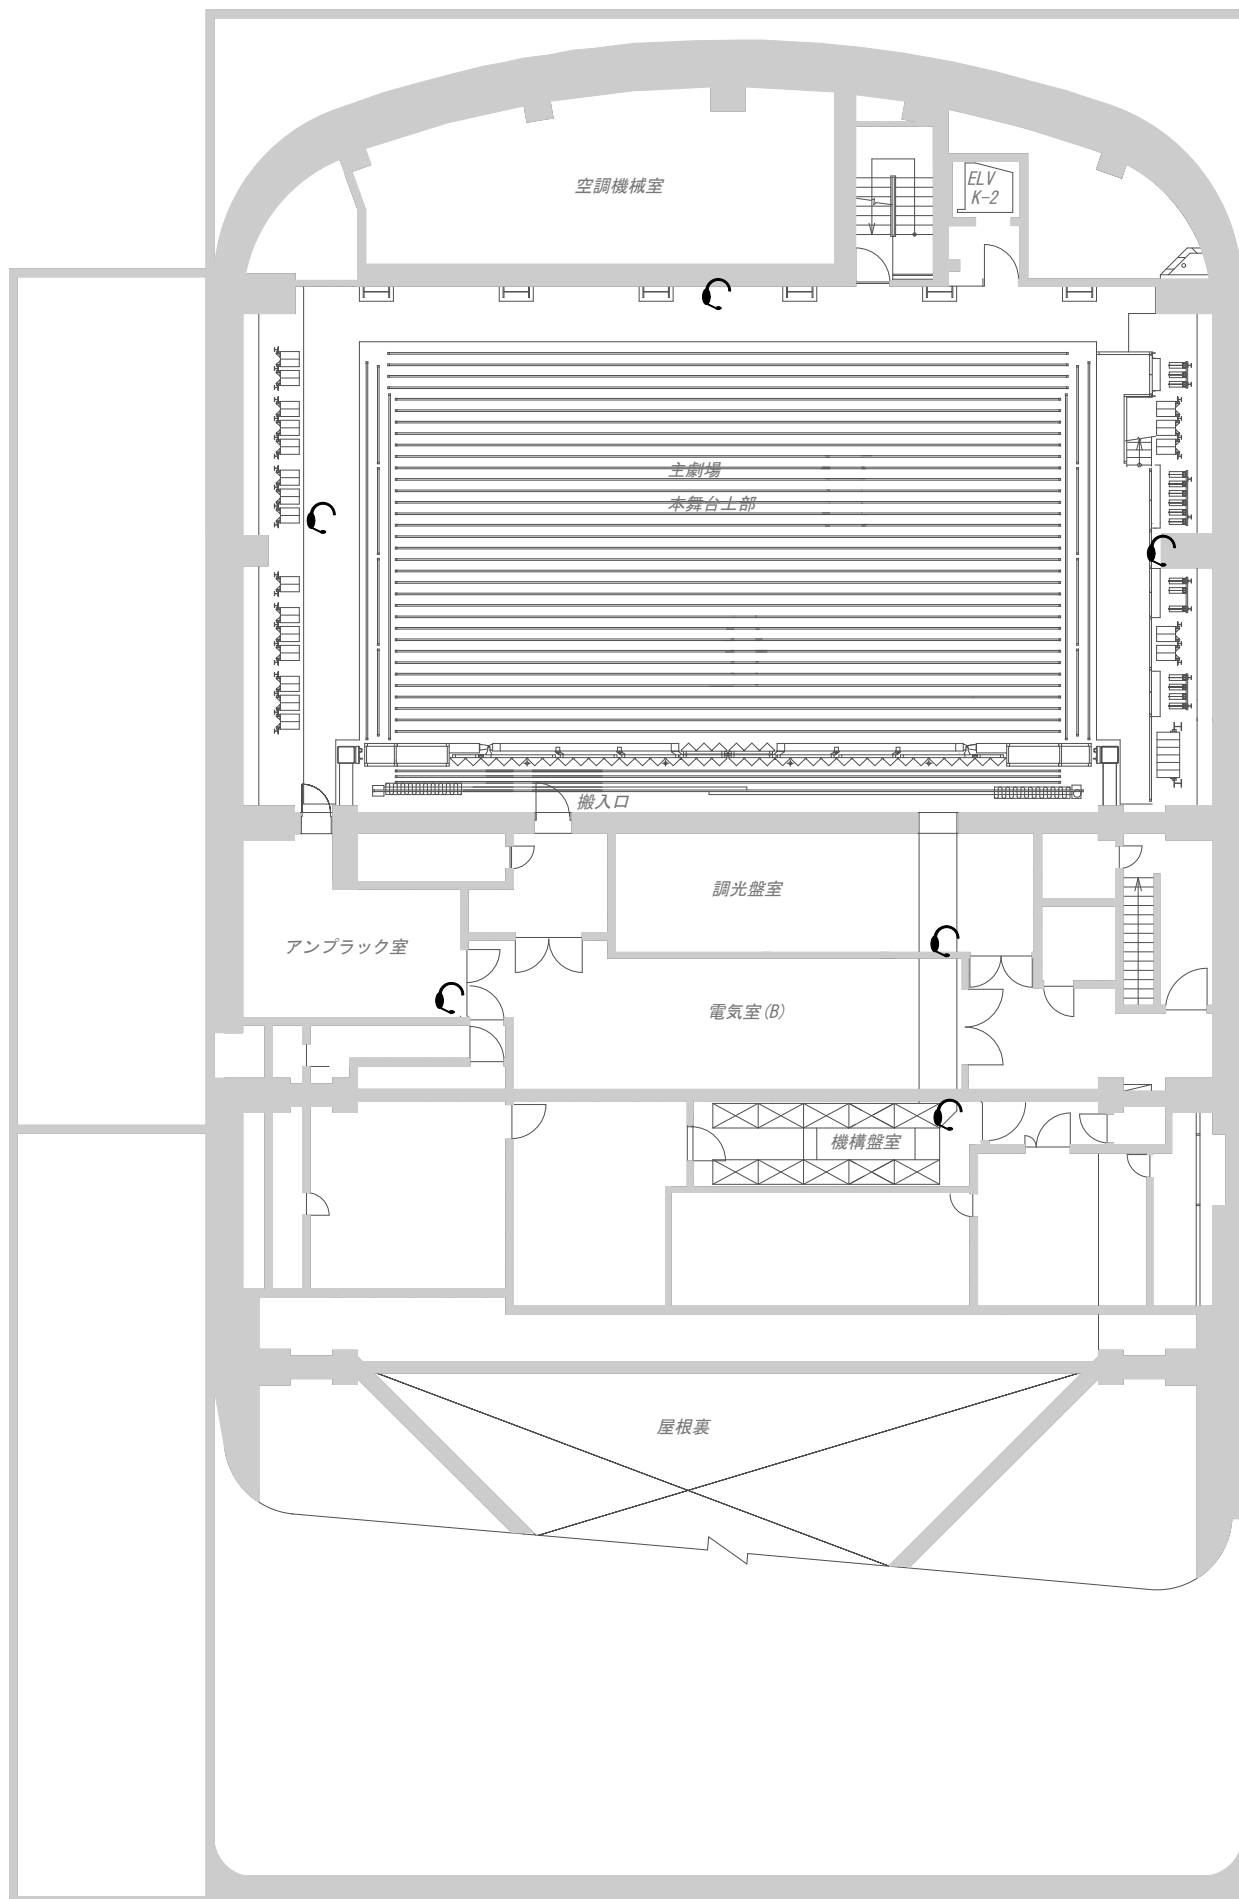 空調機械室
ELV
K-2
主劇場
本舞台上部
搬入口
調光盤室
アンプラック室
電気室(B)
機構盤室
屋根裏